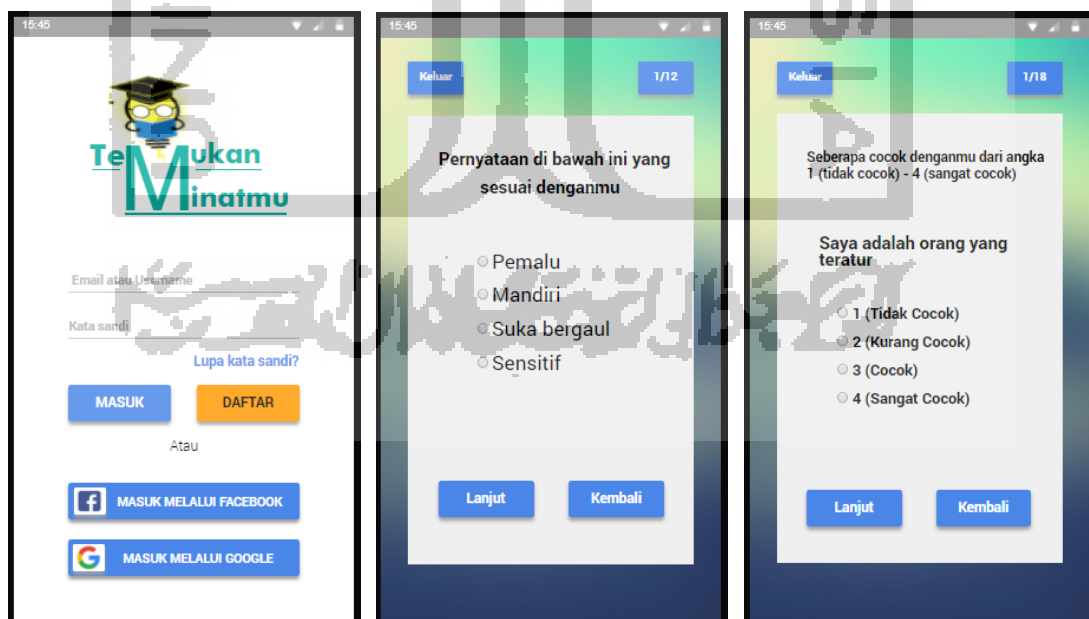 15:45
TeMukan
Minatmu
Email atau Username
Kata sandi
Lupa kata sandi?
MASUK
DAFTAR
Atau
MASUK MELALUI FACEBOOK
MASUK MELALUI GOOGLE
15:45
Keluar
1/12
Pernyataan di bawah ini yang
sesuai denganmu
Pemalu
Mandiri
Suka bergaul
Sensitif
Lanjut
Kembali
15:45
Keluar
1/18
Seberapa cocok denganmu dari angka
1 (tidak cocok) - 4 (sangat cocok)
Saya adalah orang yang
teratur
1 (Tidak Cocok)
2 (Kurang Cocok)
3 (Cocok)
4 (Sangat Cocok)
Lanjut
Kembali